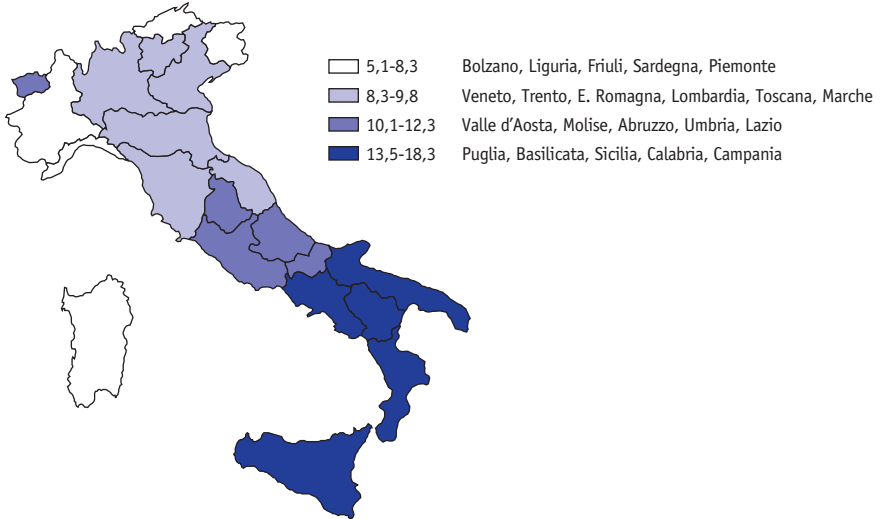 5,1-8,3 Bolzano, Liguria, Friuli, Sardegna, Piemonte
8,3-9,8 Veneto, Trento, E. Romagna, Lombardia, Toscana, Marche
10,1-12,3 Valle d'Aosta, Molise, Abruzzo, Umbria, Lazio
13,5-18,3 Puglia, Basilicata, Sicilia, Calabria, Campania